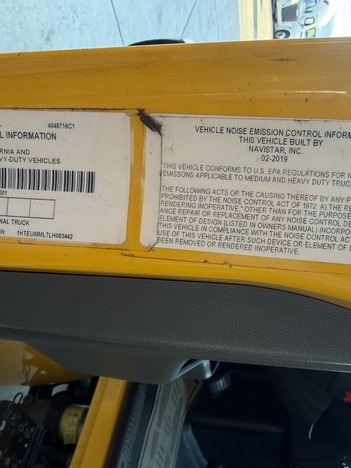 4048716C1
L INFORMATION
RNIA AND
AVY-DUTY VEHICLES
001
NAL TRUCK
N: 1HTEUMML7LH083442
VEHICLE NOISE EMISSION CONTROL INFORM
THIS VEHICLE BUILT BY
NAVISTAR, INC.
02-2019
THIS VEHICLE CONFORMS TO U.S. EPA REGULATIONS FOR N
EMISSIONS APPLICABLE TO MEDIUM AND HEAVY DUTY TRUC
THE FOLLOWING ACTS OR THE CAUSING THEREOF BY ANY P
PROHIBITED BY THE NOISE CONTROL ACT OF 1972: A) THE RE
RENDERING INOPERATIVE, OTHER THAN FOR THE PURPOSE
ANCE REPAIR OR REPLACEMENT OF ANY NOISE CONTROL DE
ELEMENT OF DESIGN (LISTED IN OWNERS MANUAL) INCORPO
THIS VEHICLE IN COMPLIANCE WITH THE NOISE CONTROL AC
USE OF THIS VEHICLE AFTER SUCH DEVICE OR ELEMENT OF D
BEEN REMOVED OR RENDERED INOPERATIVE.